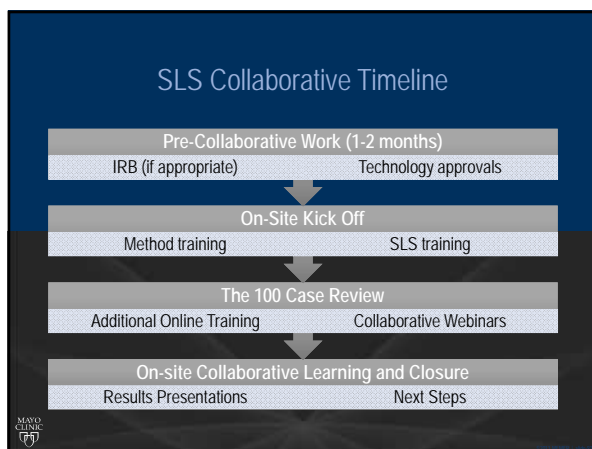 SLS Collaborative Timeline
Pre-Collaborative Work (1-2 months)
IRB (if appropriate) Technology approvals
On-Site Kick Off
Method training SLS training
The 100 Case Review
Additional Online Training Collaborative Webinars
On-site Collaborative Learning and Closure
Results Presentations Next Steps
MAYO
CLINIC